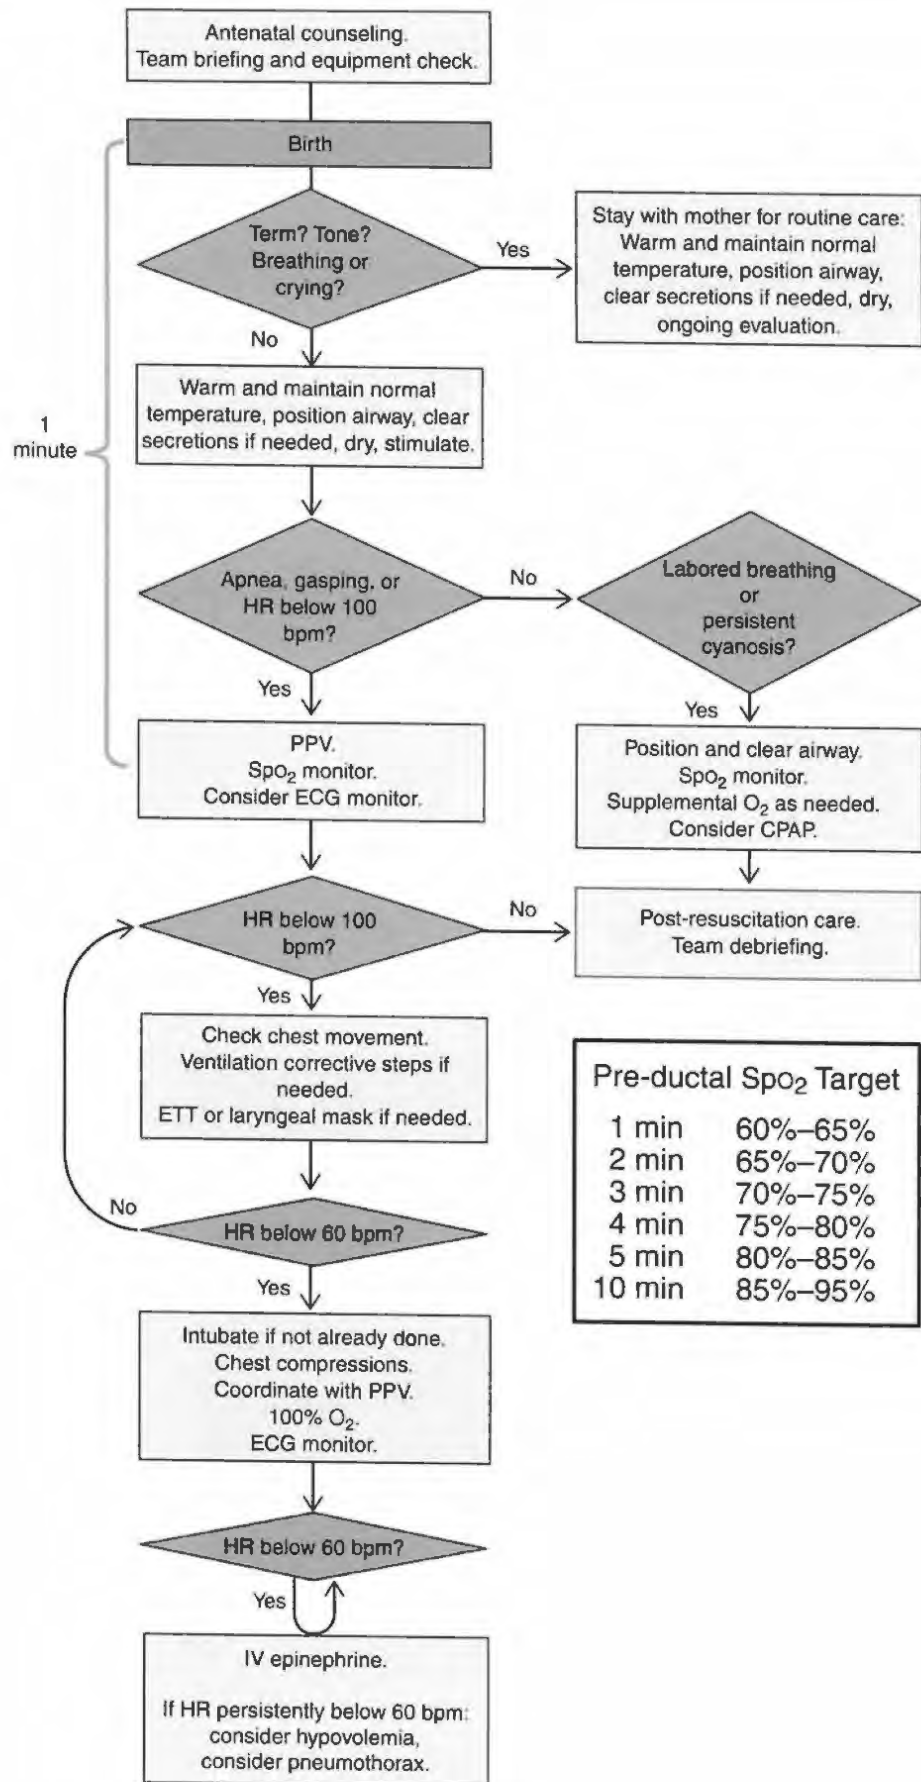 Antenatal counseling.
Team briefing and equipment check.
Birth
Term? Tone?
Breathing or
crying?
Yes
Stay with mother for routine care:
Warm and maintain normal
temperature, position airway,
clear secretions if needed, dry,
ongoing evaluation.
No
Warm and maintain normal
temperature, position airway, clear
secretions if needed, dry, stimulate.
1
minute
Apnea, gasping, or
HR below 100
bpm?
No
Labored breathing
or
persistent
cyanosis?
Yes
PPV.
SpO₂ monitor.
Consider ECG monitor.
Yes
Position and clear airway.
SpO₂ monitor.
Supplemental O₂ as needed.
Consider CPAP.
HR below 100
bpm?
No
Post-resuscitation care.
Team debriefing.
Yes
Check chest movement.
Ventilation corrective steps if
needed.
ETT or laryngeal mask if needed.
No
HR below 60 bpm?
Yes
Intubate if not already done.
Chest compressions.
Coordinate with PPV.
100% O₂.
ECG monitor.
HR below 60 bpm?
Yes
IV epinephrine.
If HR persistently below 60 bpm:
consider hypovolemia,
consider pneumothorax.
Pre-ductal SpO₂ Target
1 min 60%–65%
2 min 65%–70%
3 min 70%–75%
4 min 75%–80%
5 min 80%–85%
10 min 85%–95%